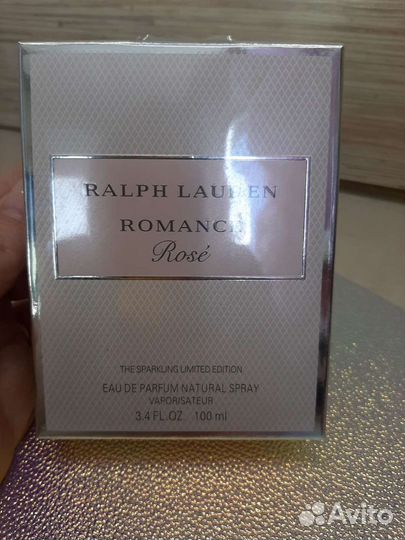 RALPH LAUREN
ROMANCE
Rosé
THE SPARKLING LIMITED EDITION
EAU DE PARFUM NATURAL SPRAY
VAPORISATEUR
3.4 FL.OZ. 100 ml
Avito